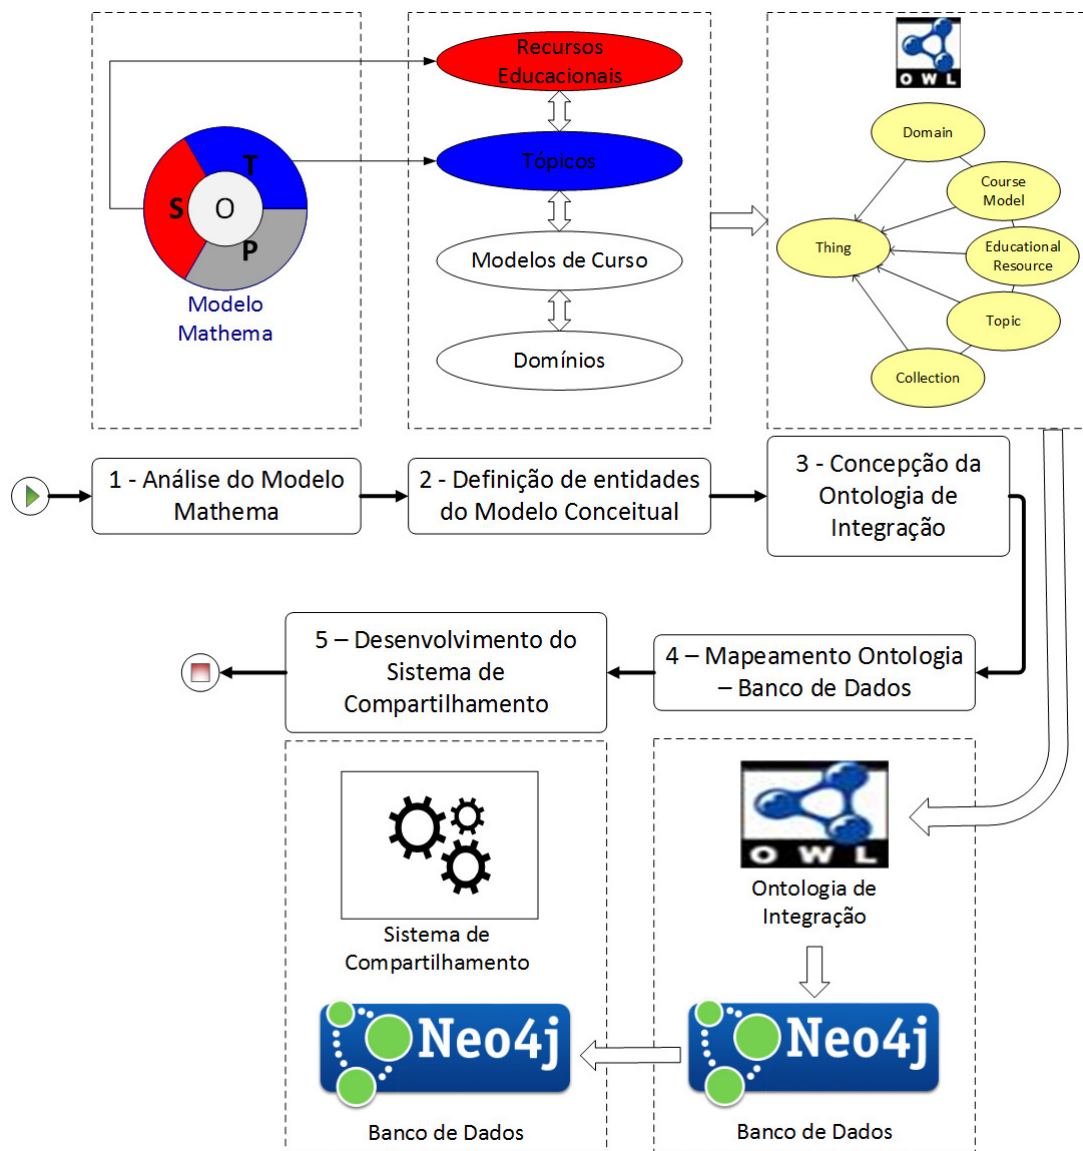 T
S
O
P
Modelo
Mathema
Recursos
Educacionais
Tópicos
Modelos de Curso
Domínios
OWL
Domain
Course
Model
Thing
Educational
Resource
Topic
Collection
1 - Análise do Modelo
Mathema
2 - Definição de entidades
do Modelo Conceitual
3 - Concepção da
Ontologia de
Integração
5 – Desenvolvimento do
Sistema de
Compartilhamento
4 – Mapeamento Ontologia
– Banco de Dados
Sistema de
Compartilhamento
Neo4j
Banco de Dados
OWL
Ontologia de
Integração
Neo4j
Banco de Dados